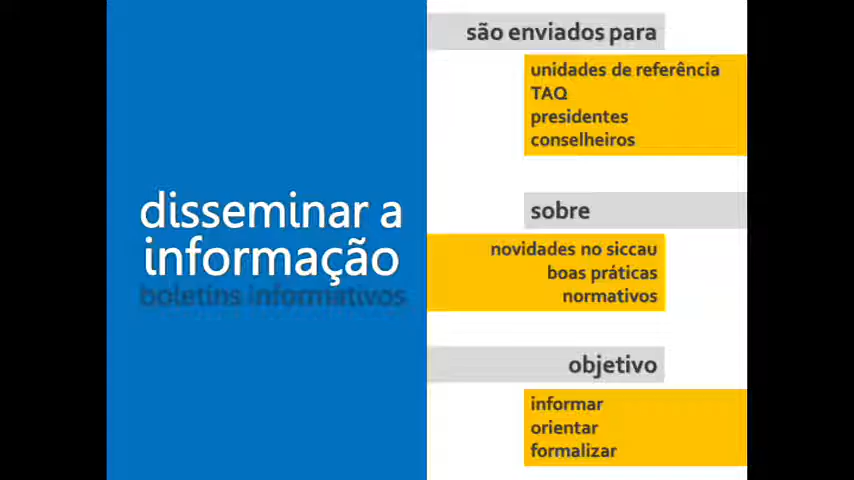 disseminar a
informação
boletins informativos
são enviados para
unidades de referência
TAQ
presidentes
conselheiros
sobre
novidades no siccau
boas práticas
normativos
objetivo
informar
orientar
formalizar